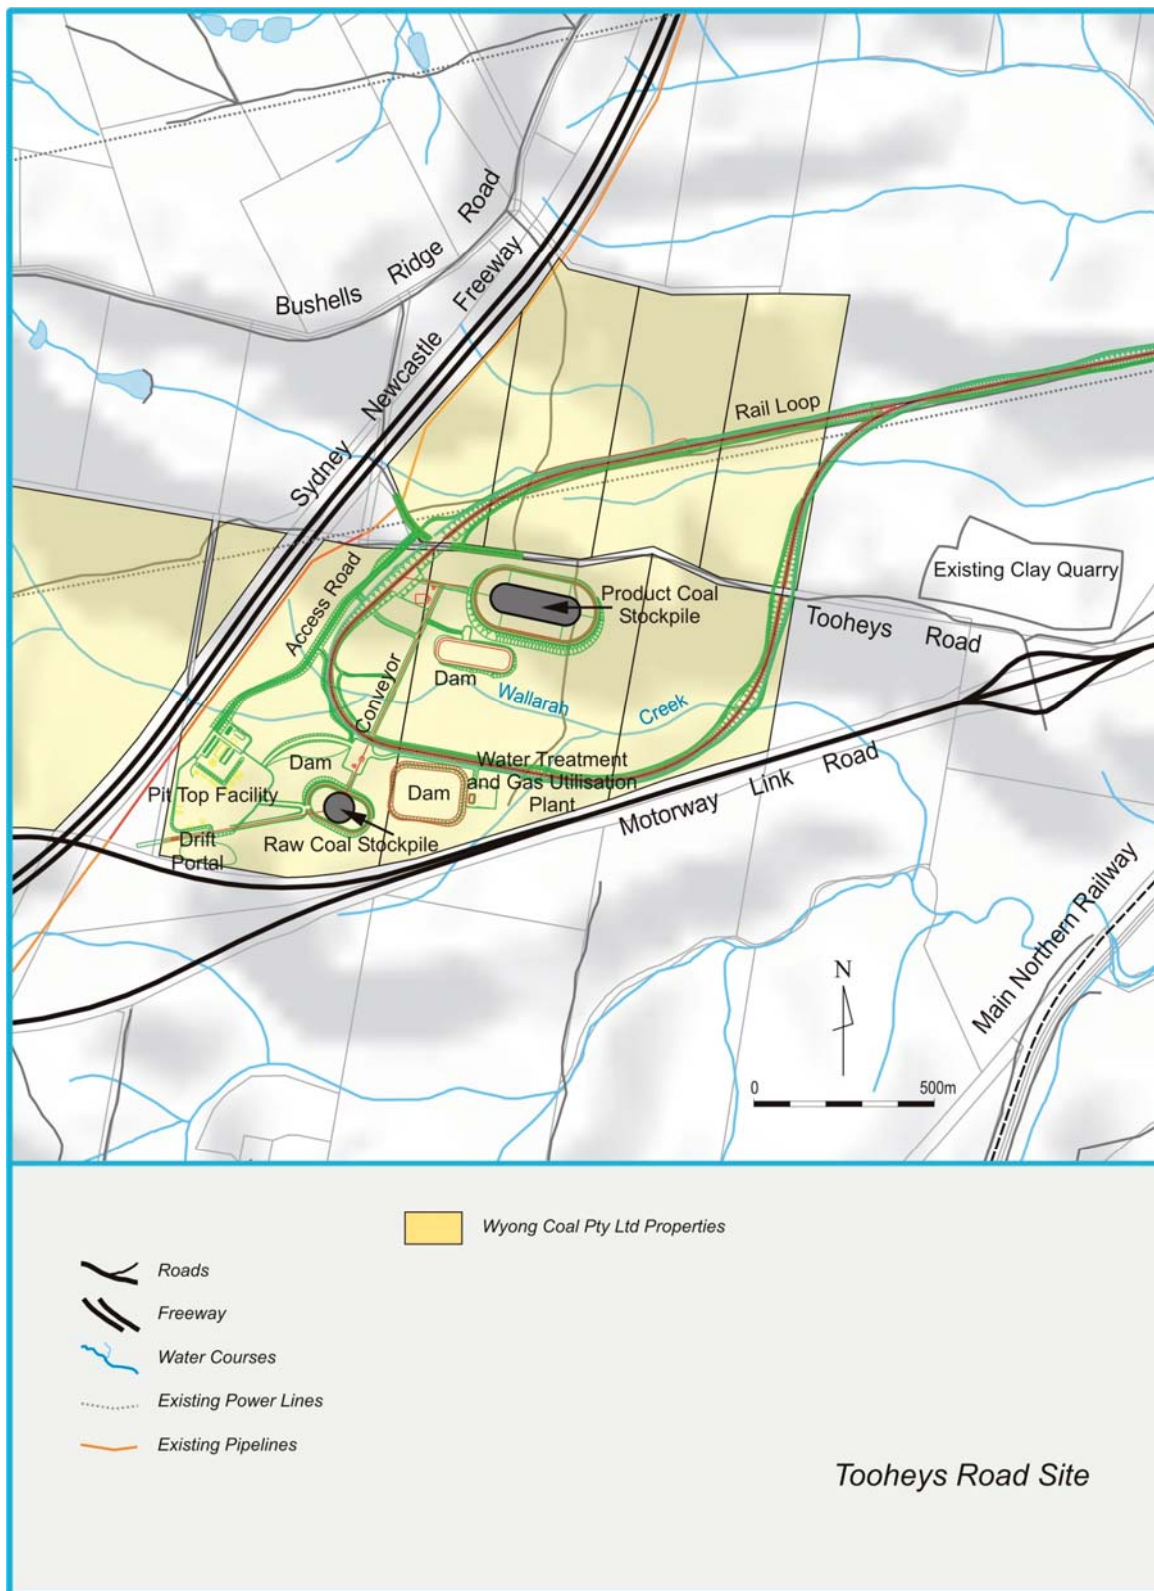 Bushells Ridge Road
Sydney Newcastle Freeway
Rail Loop
Access Road
Existing Clay Quarry
Product Coal
Stockpile
Tooheys Road
Conveyor
Dam
Wallarah Creek
Dam
Water Treatment
and Gas Utilisation
Plant
Pit Top Facility
Dam
Motorway Link Road
Drift
Portal
Raw Coal Stockpile
Main Northern Railway
N
0 500m
Wyong Coal Pty Ltd Properties
Roads
Freeway
Water Courses
Existing Power Lines
Existing Pipelines
Tooheys Road Site